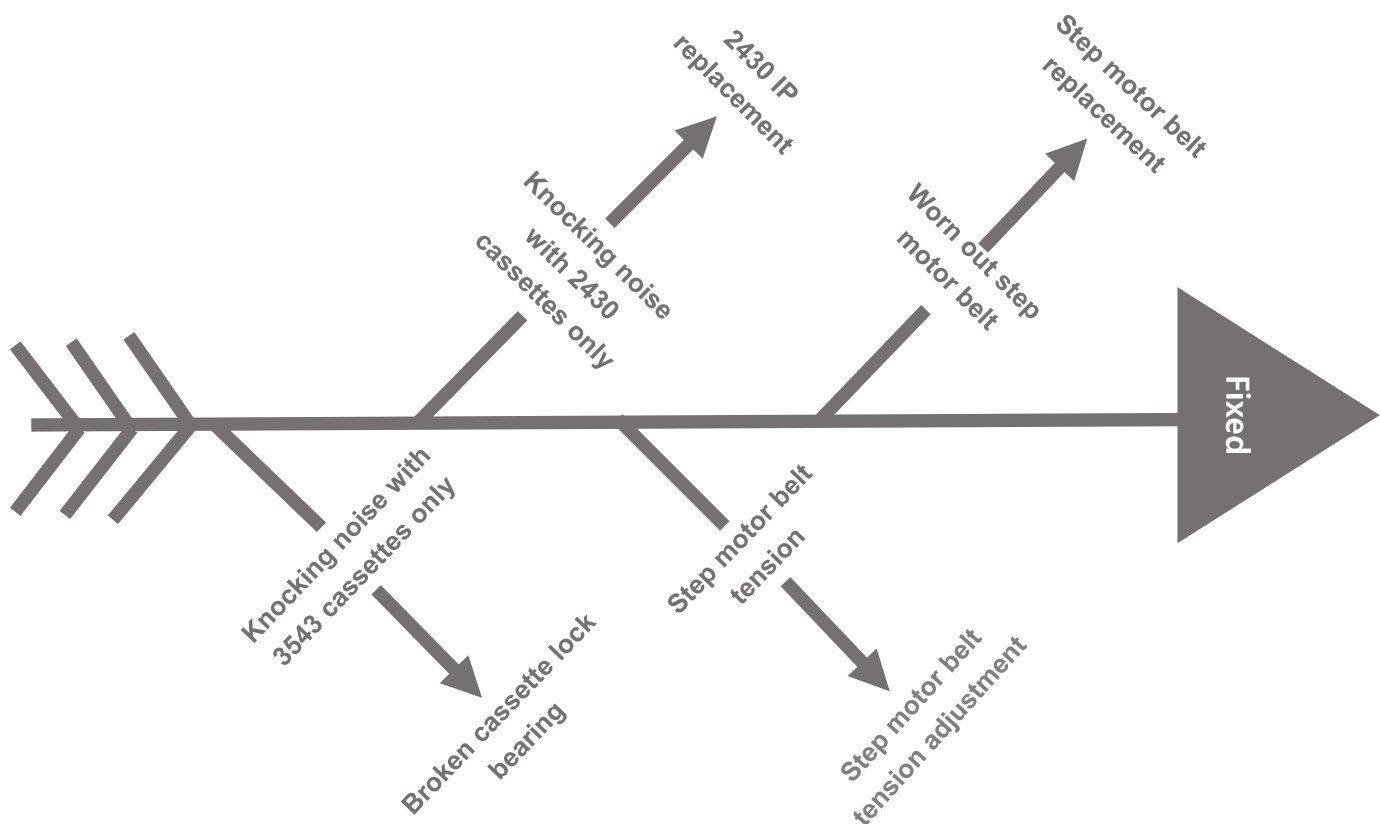 2430 IP
replacement
Step motor belt
replacement
Knocking noise
with 2430
cassettes only
Worn out step
motor belt
Fixed
Knocking noise with
3543 cassettes only
Step motor belt
tension
Broken cassette lock
bearing
Step motor belt
tension adjustment